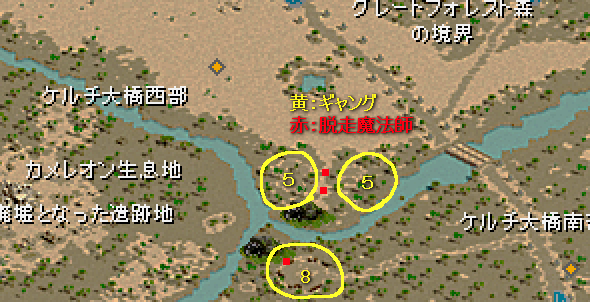 グレートフォレスト森
の境界
ケルチ大橋西部
黄：ギャング
赤：脱走魔法師
カメレオン生息地
5
5
廃墟となった遺跡地
ケルチ大橋南
8